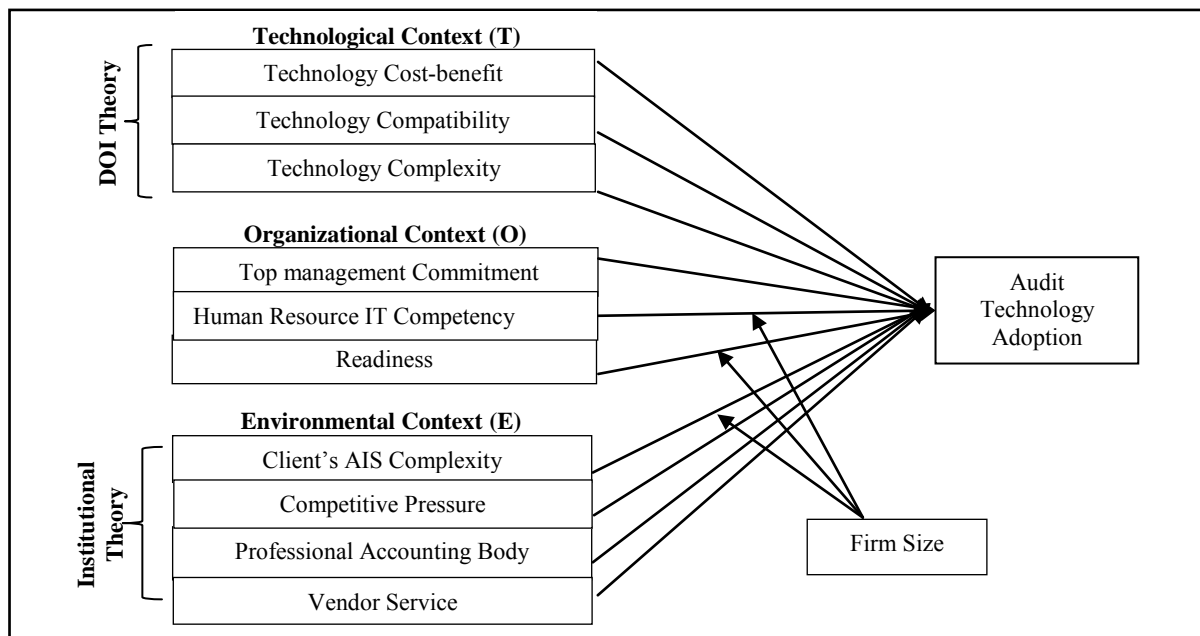 Technological Context (T)
DOI Theory
Technology Cost-benefit
Technology Compatibility
Technology Complexity
Organizational Context (O)
Top management Commitment
Human Resource IT Competency
Readiness
Environmental Context (E)
Institutional
Theory
Client’s AIS Complexity
Competitive Pressure
Professional Accounting Body
Vendor Service
Audit
Technology
Adoption
Firm Size